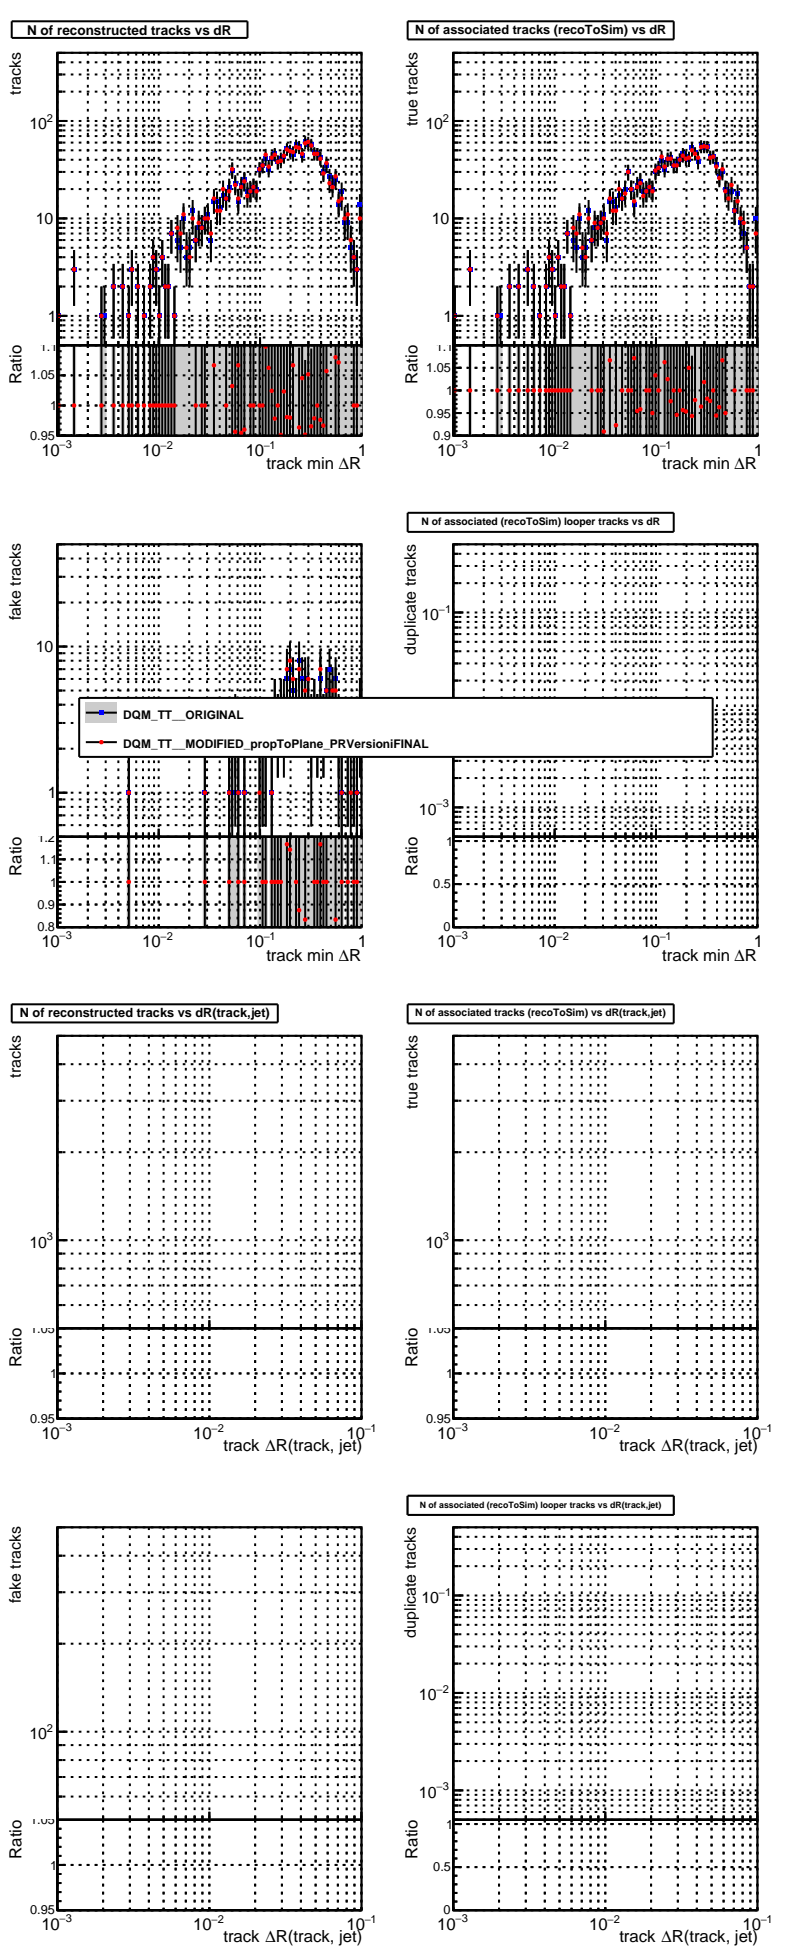 N of reconstructed tracks vs dR
N of associated tracks (recoToSim) vs dR
tracks
10²
10
1
Ratio
1.1
1.05
1
0.95
10⁻³ 10⁻² 10⁻¹ 1
track min ΔR
true tracks
10²
10
1
Ratio
1.1
1.05
1
0.95
0.9
10⁻³ 10⁻² 10⁻¹ 1
track min ΔR
N of associated (recoToSim) looper tracks vs dR
fake tracks
10
1
Ratio
1.2
1.1
1
0.9
0.8
10⁻³ 10⁻² 10⁻¹ 1
track min ΔR
duplicate tracks
10⁻¹
10⁻³
Ratio
1
0.5
0
10⁻³ 10⁻² 10⁻¹ 1
track min ΔR
DQM_TT__ORIGINAL
DQM_TT__MODIFIED_propToPlane_PRVersioniFINAL
N of reconstructed tracks vs dR(track,jet)
N of associated tracks (recoToSim) vs dR(track,jet)
tracks
10³
Ratio
1.05
1
0.95
10⁻³ 10⁻² 10⁻¹
track ΔR(track, jet)
true tracks
10³
Ratio
1.05
1
0.95
10⁻³ 10⁻² 10⁻¹
track ΔR(track, jet)
N of associated (recoToSim) looper tracks vs dR(track,jet)
fake tracks
10²
Ratio
1.05
1
0.95
10⁻³ 10⁻² 10⁻¹
track ΔR(track, jet)
duplicate tracks
10⁻¹
10⁻²
10⁻³
Ratio
1
0.5
0
10⁻³ 10⁻² 10⁻¹
track ΔR(track, jet)